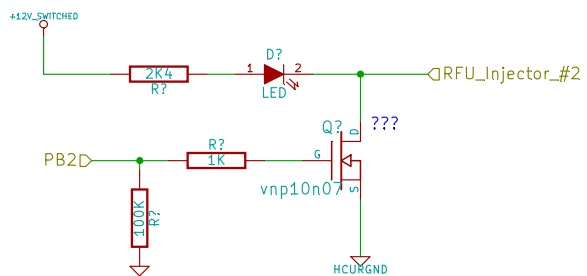 +12V_SWITCHED
D?
1 2
2K4
R?
LED
RFU_Injector_#2
Q? ???
D
R?
PB2
1K
G
vnp10n07
S
100K
R?
HCURGND